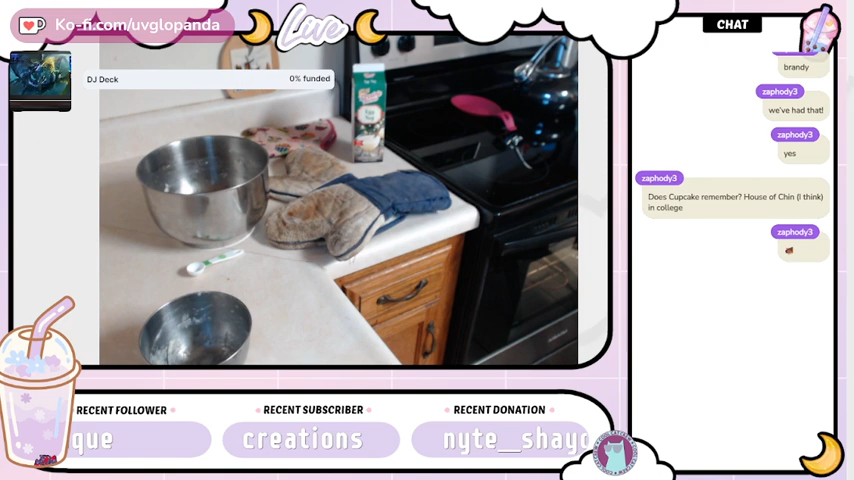 Ko-fi.com/uvglopanda
Live
CHAT
DJ Deck
0% funded
brandy
zaphody3
we've had that!
zaphody3
yes
zaphody3
Does Cupcake remember? House of Chin (I think)
in college
zaphody3
RECENT FOLLOWER
RECENT SUBSCRIBER
RECENT DONATION
que
creations
nyte__shayd